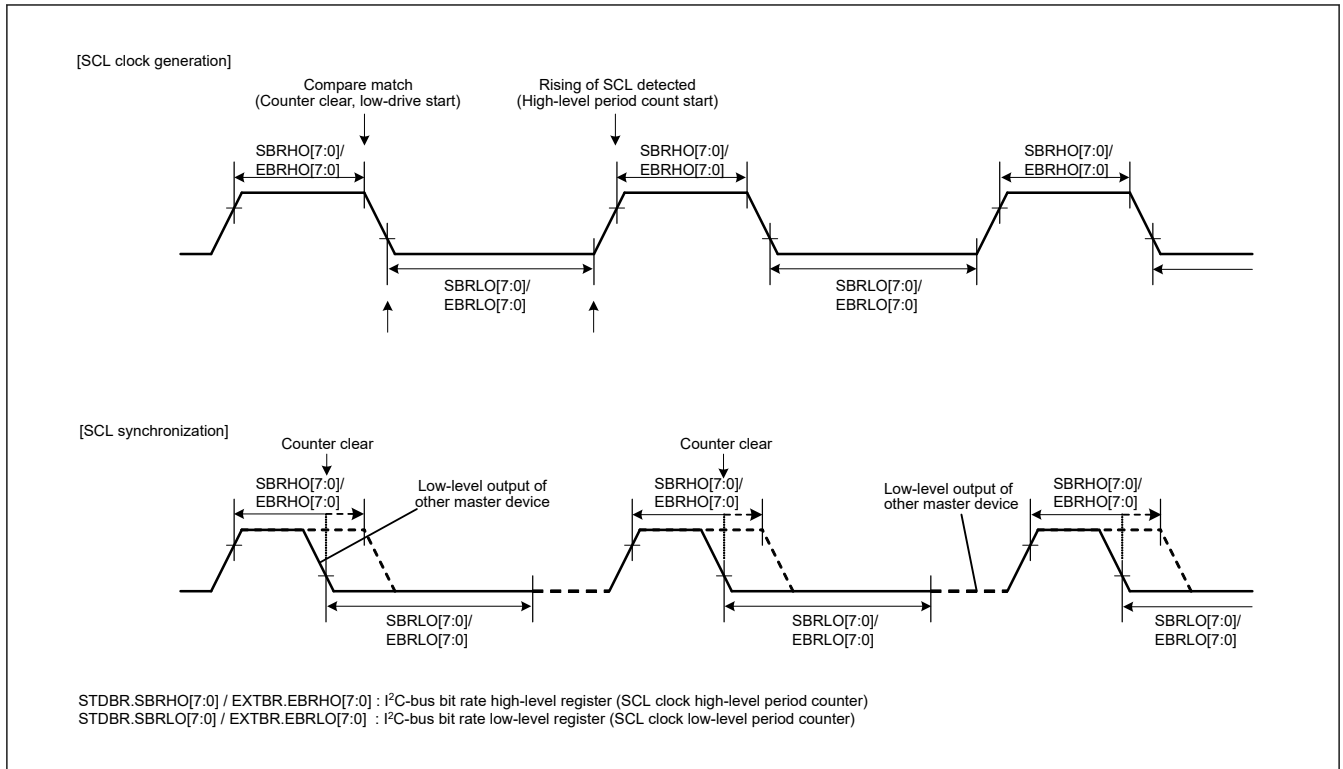 [SCL clock generation]
Compare match
(Counter clear, low-drive start)
Rising of SCL detected
(High-level period count start)
SBRHO[7:0]/
EBRHO[7:0]
SBRHO[7:0]/
EBRHO[7:0]
SBRHO[7:0]/
EBRHO[7:0]
SBRLO[7:0]/
EBRLO[7:0]
SBRLO[7:0]/
EBRLO[7:0]
[SCL synchronization]
Counter clear
Counter clear
SBRHO[7:0]/
EBRHO[7:0]
Low-level output of
other master device
SBRHO[7:0]/
EBRHO[7:0]
Low-level output of
other master device
SBRHO[7:0]/
EBRHO[7:0]
SBRLO[7:0]/
EBRLO[7:0]
SBRLO[7:0]/
EBRLO[7:0]
SBRLO[7:0]/
EBRLO[7:0]
STDBR.SBRHO[7:0] / EXTBR.EBRHO[7:0] : I²C-bus bit rate high-level register (SCL clock high-level period counter)
STDBR.SBRLO[7:0] / EXTBR.EBRLO[7:0] : I²C-bus bit rate low-level register (SCL clock low-level period counter)